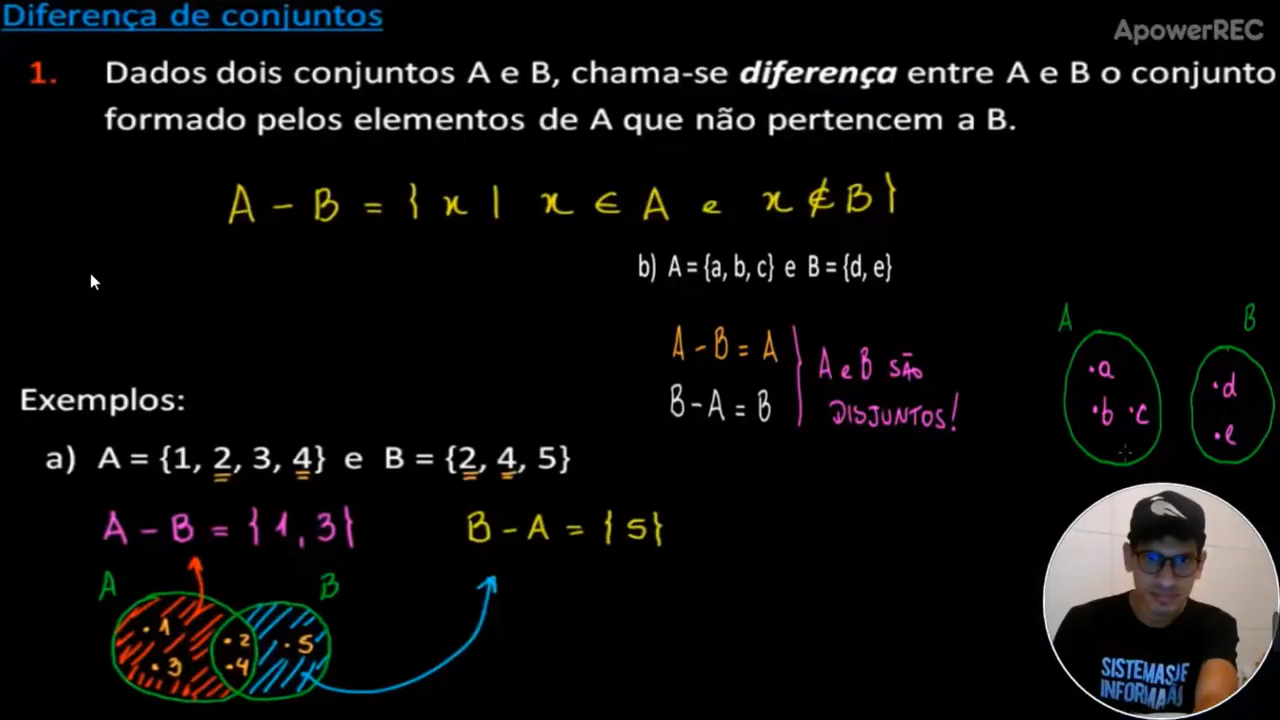 Diferença de conjuntos
ApowerREC
1. Dados dois conjuntos A e B, chama-se diferença entre A e B o conjunto
formado pelos elementos de A que não pertencem a B.
A - B = { x | x ∈ A e x ∉ B }
b) A = {a, b, c} e B = {d, e}
A - B = A
B - A = B
A e B SÃO
DISJUNTOS!
A B
·a
·b ·c
·d
·e
Exemplos:
a) A = {1, 2, 3, 4} e B = {2, 4, 5}
A - B = { 1, 3 }
B - A = { 5 }
A B
·1
·3
·2
·4
·5
SISTEMAS DE
INFORMAÇÃO